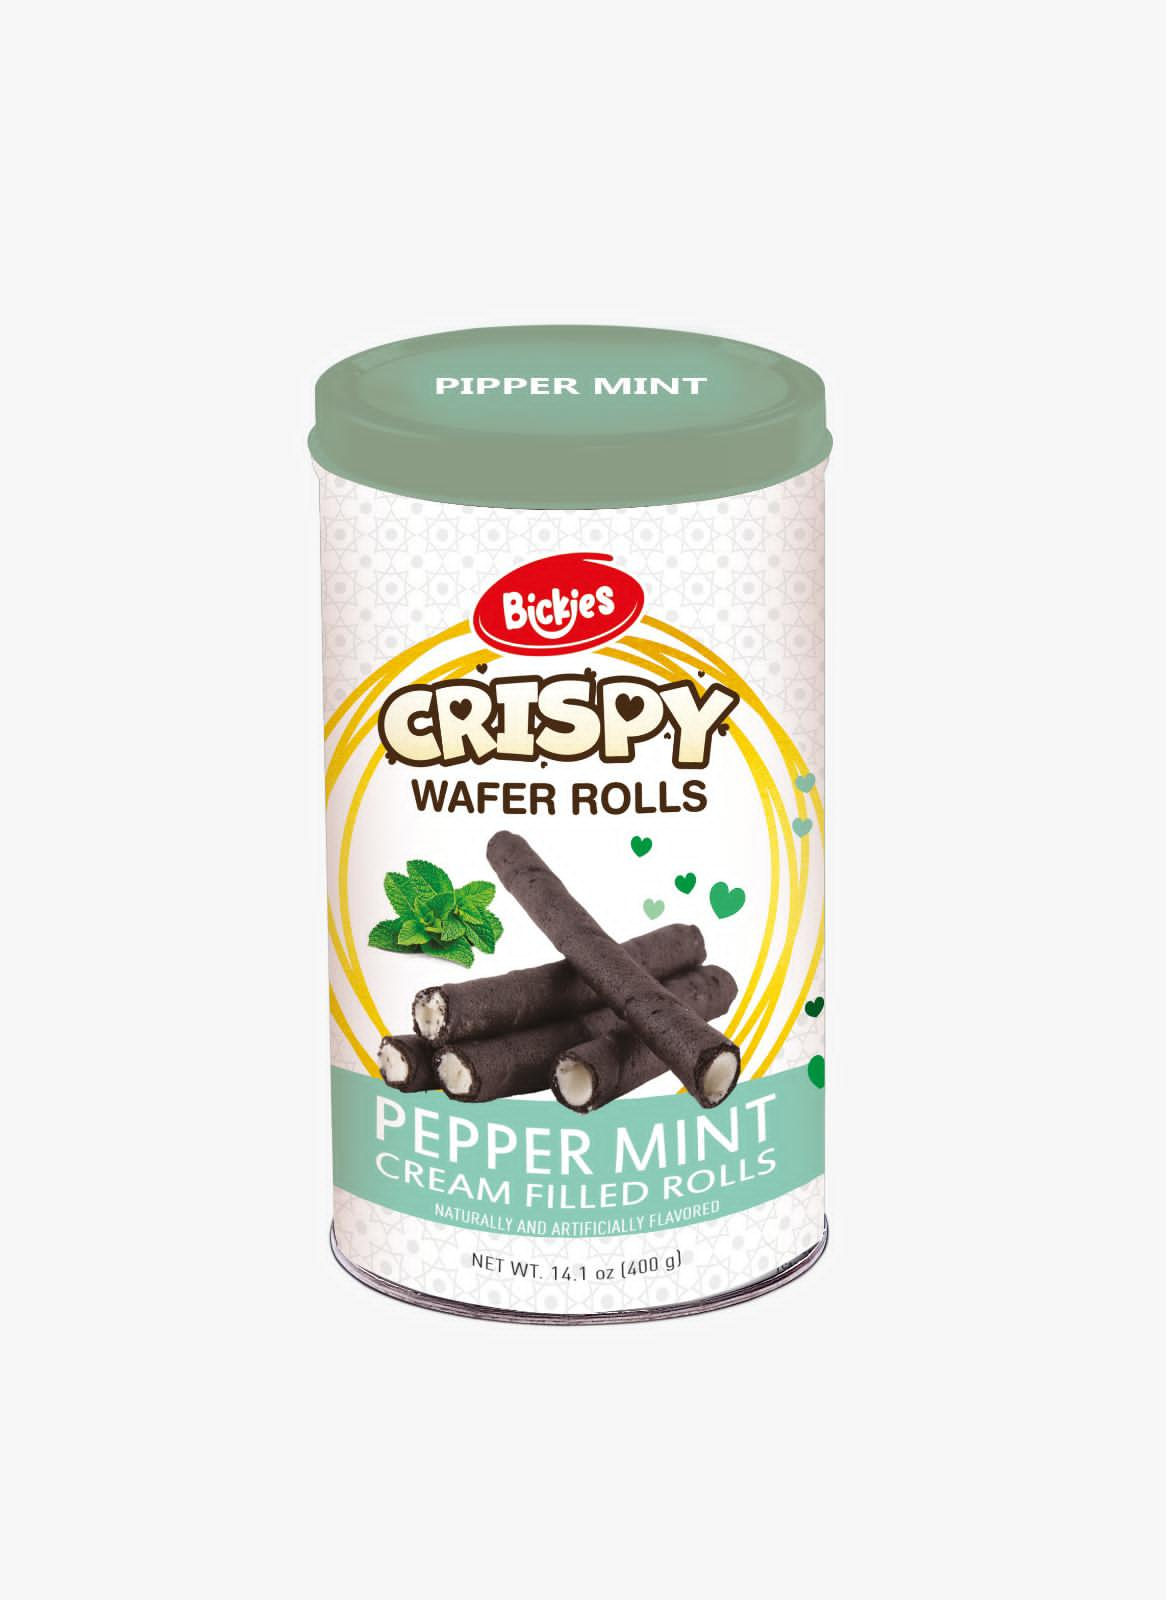 PIPPER MINT
Bickies
CRISPY
WAFER ROLLS
PEPPER MINT
CREAM FILLED ROLLS
NATURALLY AND ARTIFICIALLY FLAVORED
NET WT. 14.1 oz (400 g)